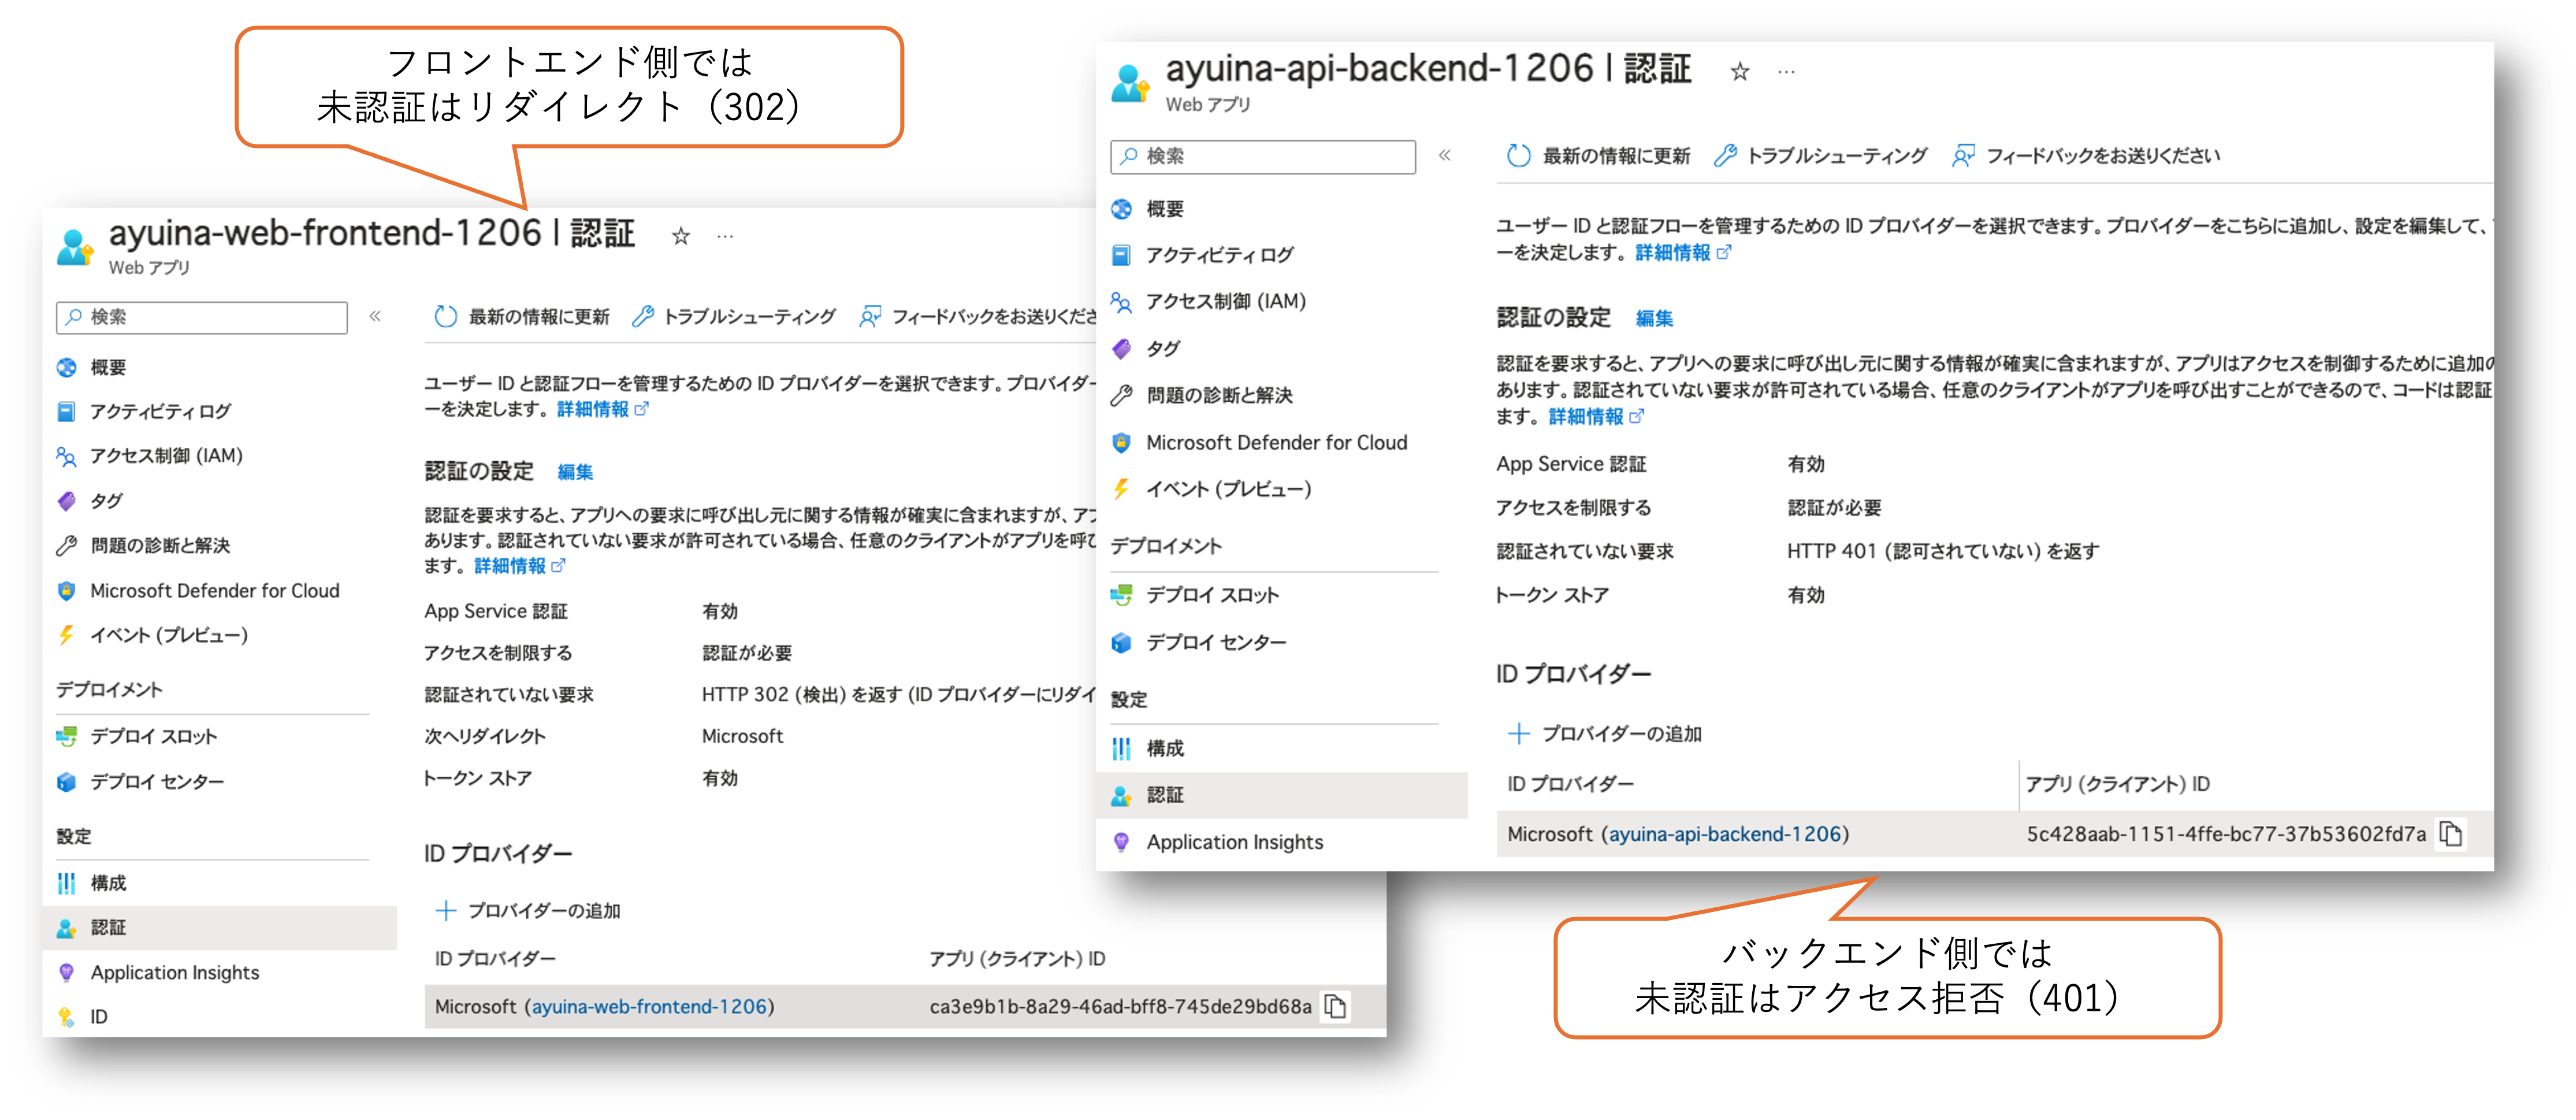 フロントエンド側では
未認証はリダイレクト（302）
ayuina-web-frontend-1206 | 認証
Web アプリ
検索
最新の情報に更新
トラブルシューティング
フィードバックをお送りくださ
概要
アクティビティ ログ
アクセス制御 (IAM)
タグ
問題の診断と解決
Microsoft Defender for Cloud
イベント (プレビュー)
デプロイメント
デプロイ スロット
デプロイ センター
設定
構成
認証
Application Insights
ID
ユーザー ID と認証フローを管理するための ID プロバイダーを選択できます。プロバイダー
ーを決定します。 詳細情報
認証の設定 編集
認証を要求すると、アプリへの要求に呼び出し元に関する情報が確実に含まれますが、ア
あります。認証されていない要求が許可されている場合、任意のクライアントがアプリを呼び
ます。 詳細情報
App Service 認証 有効
アクセスを制限する 認証が必要
認証されていない要求 HTTP 302 (検出) を返す (ID プロバイダーにリダイ
次へリダイレクト Microsoft
トークン ストア 有効
ID プロバイダー
プロバイダーの追加
ID プロバイダー アプリ (クライアント) ID
Microsoft (ayuina-web-frontend-1206) ca3e9b1b-8a29-46ad-bff8-745de29bd68a
ayuina-api-backend-1206 | 認証
Web アプリ
検索
最新の情報に更新
トラブルシューティング
フィードバックをお送りください
概要
アクティビティ ログ
アクセス制御 (IAM)
タグ
問題の診断と解決
Microsoft Defender for Cloud
イベント (プレビュー)
デプロイメント
デプロイ スロット
デプロイ センター
設定
構成
認証
Application Insights
ユーザー ID と認証フローを管理するための ID プロバイダーを選択できます。プロバイダーをこちらに追加し、設定を編集して、
ーを決定します。 詳細情報
認証の設定 編集
認証を要求すると、アプリへの要求に呼び出し元に関する情報が確実に含まれますが、アプリはアクセスを制御するために追加の
あります。認証されていない要求が許可されている場合、任意のクライアントがアプリを呼び出すことができるので、コードは認証
ます。 詳細情報
App Service 認証 有効
アクセスを制限する 認証が必要
認証されていない要求 HTTP 401 (認可されていない) を返す
トークン ストア 有効
ID プロバイダー
プロバイダーの追加
ID プロバイダー アプリ (クライアント) ID
Microsoft (ayuina-api-backend-1206) 5c428aab-1151-4ffe-bc77-37b53602fd7a
バックエンド側では
未認証はアクセス拒否（401）